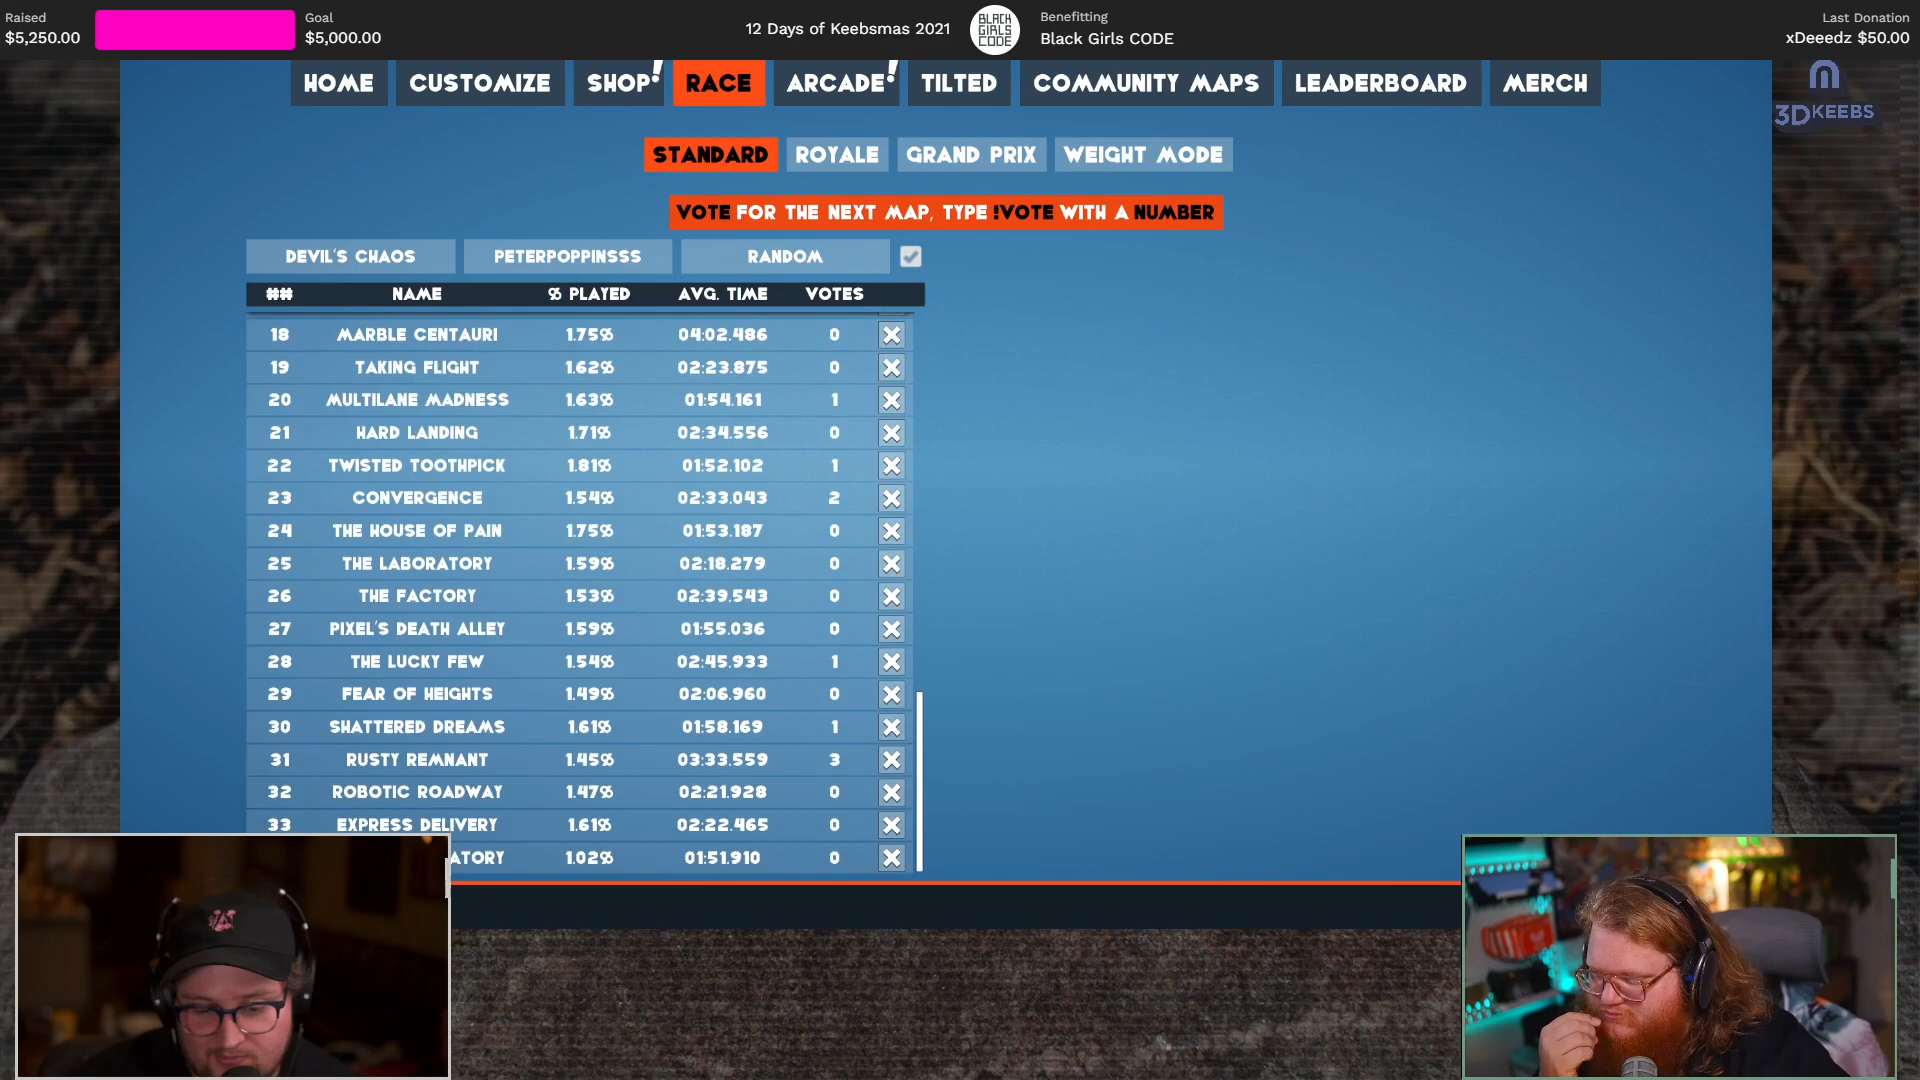 Raised
$5,250.00
Goal
$5,000.00
12 Days of Keebsmas 2021
BLACK
GIRLS
CODE
Benefitting
Black Girls CODE
Last Donation
xDeeedz $50.00
HOME CUSTOMIZE SHOP! RACE ARCADE! TILTED COMMUNITY MAPS LEADERBOARD MERCH
3DKEEBS
STANDARD ROYALE GRAND PRIX WEIGHT MODE
VOTE FOR THE NEXT MAP, TYPE !VOTE WITH A NUMBER
DEVIL'S CHAOS PETERPOPPINSSS RANDOM
## NAME % PLAYED AVG. TIME VOTES
18 MARBLE CENTAURI 1.75% 04:02.486 0
19 TAKING FLIGHT 1.62% 02:23.875 0
20 MULTILANE MADNESS 1.63% 01:54.161 1
21 HARD LANDING 1.71% 02:34.556 0
22 TWISTED TOOTHPICK 1.81% 01:52.102 1
23 CONVERGENCE 1.54% 02:33.043 2
24 THE HOUSE OF PAIN 1.75% 01:53.187 0
25 THE LABORATORY 1.59% 02:18.279 0
26 THE FACTORY 1.53% 02:39.543 0
27 PIXEL'S DEATH ALLEY 1.59% 01:55.036 0
28 THE LUCKY FEW 1.54% 02:45.933 1
29 FEAR OF HEIGHTS 1.49% 02:06.960 0
30 SHATTERED DREAMS 1.61% 01:58.169 1
31 RUSTY REMNANT 1.45% 03:33.559 3
32 ROBOTIC ROADWAY 1.47% 02:21.928 0
33 EXPRESS DELIVERY 1.61% 02:22.465 0
ATORY 1.02% 01:51.910 0